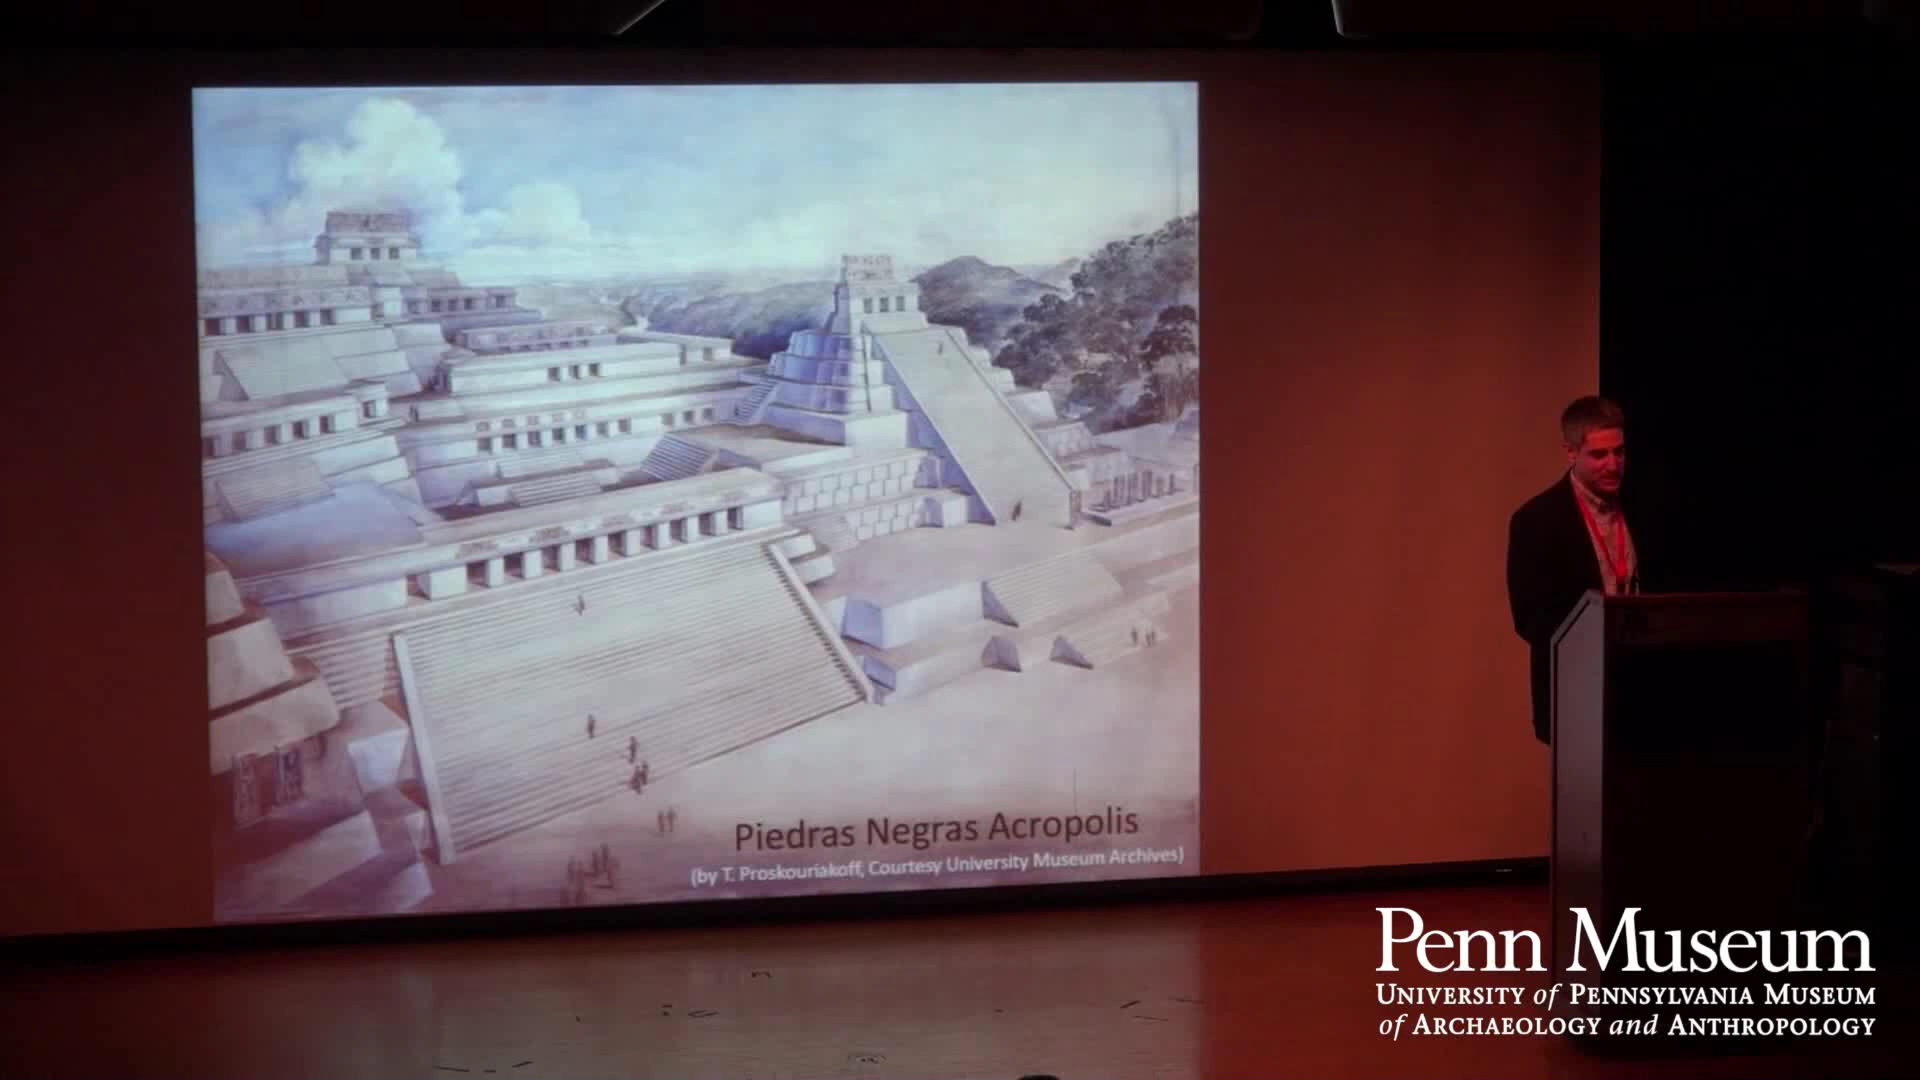 Piedras Negras Acropolis
(by T. Proskouriakoff, Courtesy University Museum Archives)
Penn Museum
UNIVERSITY of PENNSYLVANIA MUSEUM
of ARCHAEOLOGY and ANTHROPOLOGY